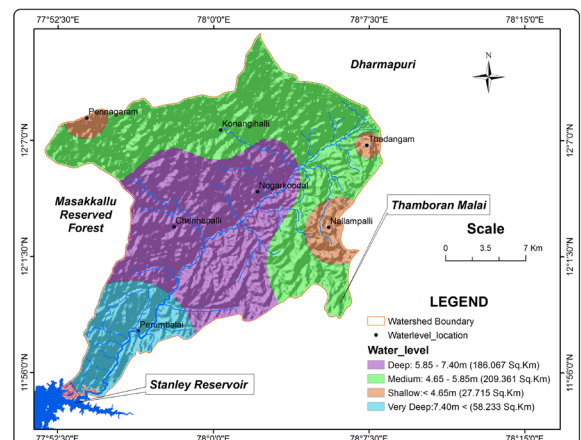 77°52'30"E 78°0'0"E 78°7'30"E 78°15'0"E
Dharmapuri
N
Pennagaram
Konangihalli
Thadangam
12°7'0"N
12°7'0"N
Masakkallu
Reserved
Forest
Nogarkoodal
Thamboran Malai
Chennapalli
Nallampalli
Scale
0 3.5 7 Km
12°1'30"N
12°1'30"N
LEGEND
Watershed Boundary
Waterlevel_location
Water_level
Deep: 5.85 - 7.40m (186.067 Sq.Km)
Medium: 4.65 - 5.85m (209.361 Sq.Km)
Shallow:< 4.65m (27.715 Sq.Km)
Very Deep:7.40m < (58.233 Sq.Km)
Perumbalai
Stanley Reservoir
11°56'0"N
11°56'0"N
77°52'30"E 78°0'0"E 78°7'30"E 78°15'0"E